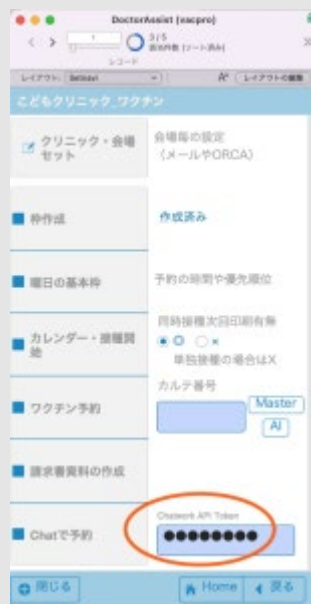 DoctorAssist (vacpro)
1
3/5
レコード
レイアウト:
レイアウトの編集
こどもクリニック_ワクチン
クリニック・会場
セット
会場毎の設定
（メールやORCA）
枠作成
作成済み
曜日の基本枠
予約の時間や優先順位
カレンダー・接種開
始
同時接種次回印刷有無
○ ×
単独接種の場合はX
ワクチン予約
カルテ番号
Master
AI
請求書資料の作成
Chatで予約
Chatwork API Token
●●●●●●●●
閉じる
Home
戻る